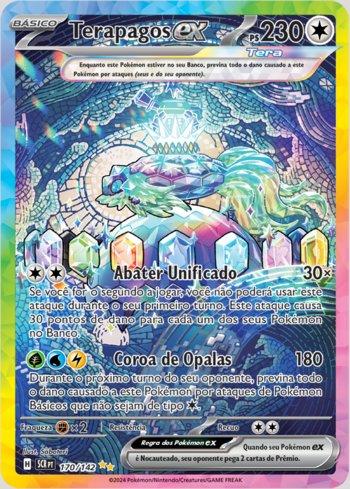 BÁSICO
Terapagos ex PS 230
Tera
Enquanto este Pokémon estiver no seu Banco, previna todo o dano causado a este
Pokémon por ataques (seus e do seu oponente).
Abater Unificado 30×
Se você for o segundo a jogar, você não poderá usar este
ataque durante o seu primeiro turno. Este ataque causa
30 pontos de dano para cada um dos seus Pokémon
no Banco.
Coroa de Opalas 180
Durante o próximo turno do seu oponente, previna todo o
dano causado a este Pokémon por ataques de Pokémon
Básicos que não sejam de tipo
Fraqueza ×2 Resistência Recuo
Regra dos Pokémon ex
Quando seu Pokémon ex
é Nocauteado, seu oponente pega 2 cartas de Prêmio.
Ilus.
H SCR PT 170/142
©2024 Pokémon/Nintendo/Creatures/GAME FREAK